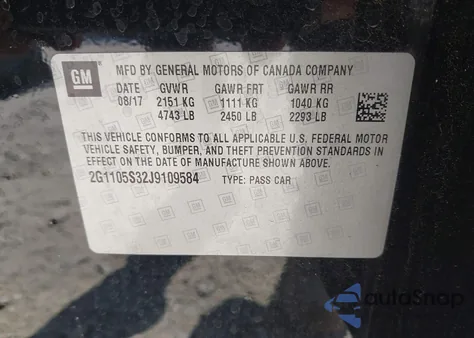 GM
MFD BY GENERAL MOTORS OF CANADA COMPANY
DATE GVWR GAWR FRT GAWR RR
08/17 2151 KG 1111 KG 1040 KG
4743 LB 2450 LB 2293 LB
THIS VEHICLE CONFORMS TO ALL APPLICABLE U.S. FEDERAL MOTOR
VEHICLE SAFETY, BUMPER, AND THEFT PREVENTION STANDARDS IN
EFFECT ON THE DATE OF MANUFACTURE SHOWN ABOVE.
2G1105S32J9109584 TYPE: PASS CAR
autoSnap